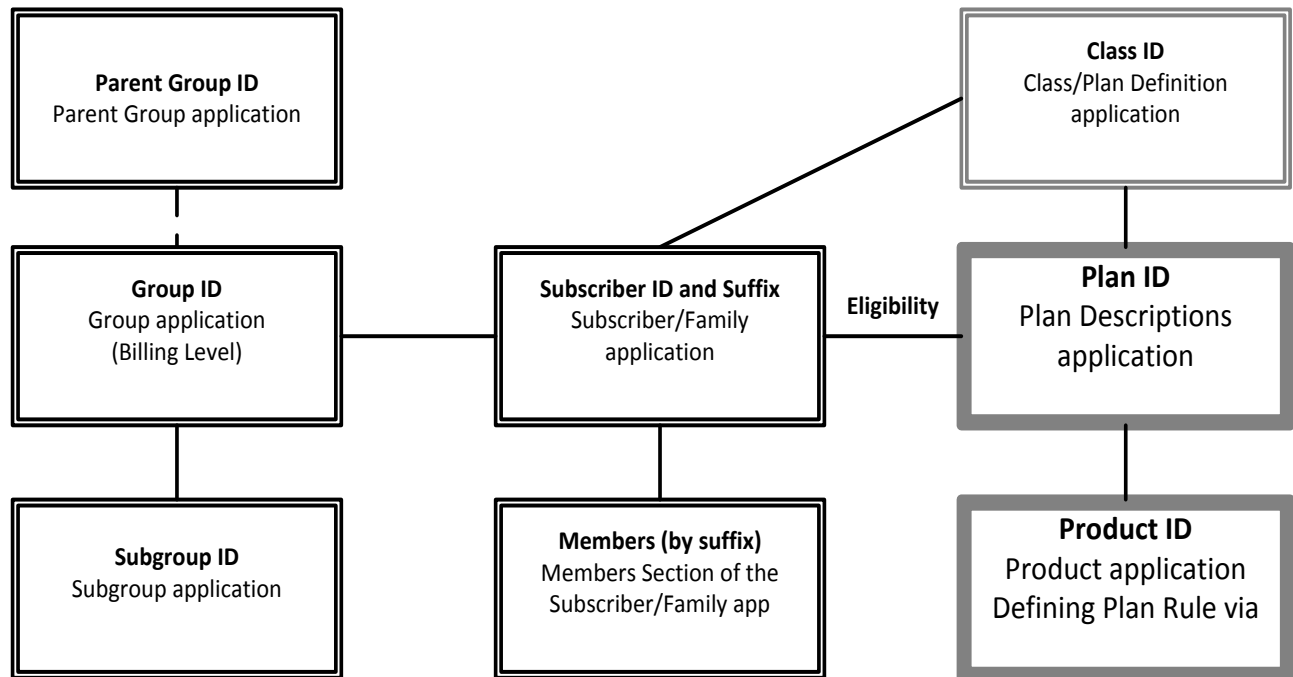 Parent Group ID
Parent Group application
Class ID
Class/Plan Definition
application
Group ID
Group application
(Billing Level)
Subscriber ID and Suffix
Subscriber/Family
application
Eligibility
Plan ID
Plan Descriptions
application
Subgroup ID
Subgroup application
Members (by suffix)
Members Section of the
Subscriber/Family app
Product ID
Product application
Defining Plan Rule via